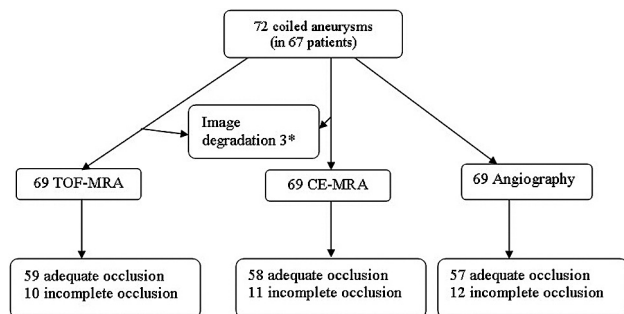 72 coiled aneurysms
(in 67 patients)
Image
degradation 3*
69 TOF-MRA
69 CE-MRA
69 Angiography
59 adequate occlusion
10 incomplete occlusion
58 adequate occlusion
11 incomplete occlusion
57 adequate occlusion
12 incomplete occlusion